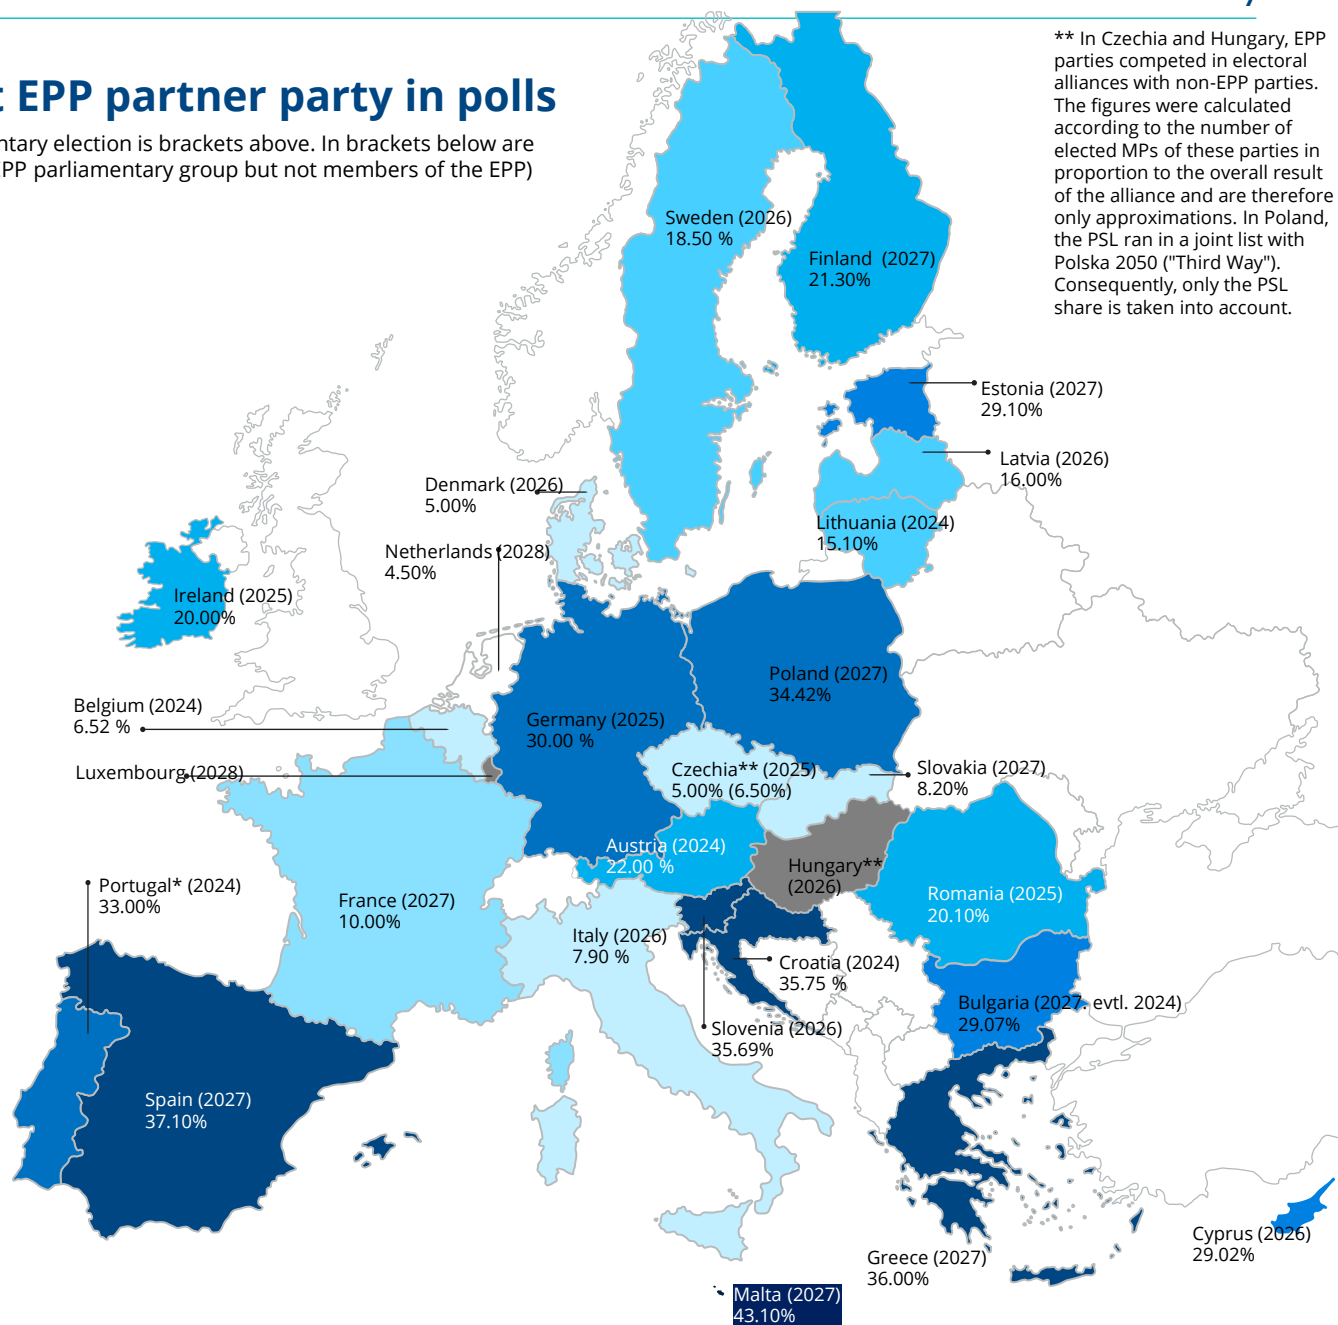 EPP partner party in polls
ntary election is brackets above. In brackets below are
EPP parliamentary group but not members of the EPP)
** In Czechia and Hungary, EPP
parties competed in electoral
alliances with non-EPP parties.
The figures were calculated
according to the number of
elected MPs of these parties in
proportion to the overall result
of the alliance and are therefore
only approximations. In Poland,
the PSL ran in a joint list with
Polska 2050 ("Third Way").
Consequently, only the PSL
share is taken into account.
Sweden (2026)
18.50 %
Finland (2027)
21.30%
Estonia (2027)
29.10%
Latvia (2026)
16.00%
Denmark (2026)
5.00%
Lithuania (2024)
15.10%
Netherlands (2028)
4.50%
Ireland (2025)
20.00%
Poland (2027)
34.42%
Belgium (2024)
6.52 %
Germany (2025)
30.00 %
Luxembourg (2028)
Czechia** (2025)
5.00% (6.50%)
Slovakia (2027)
8.20%
Austria (2024)
22.00 %
Hungary**
(2026)
Portugal* (2024)
33.00%
France (2027)
10.00%
Romania (2025)
20.10%
Italy (2026)
7.90 %
Croatia (2024)
35.75 %
Bulgaria (2027. evtl. 2024)
29.07%
Slovenia (2026)
35.69%
Spain (2027)
37.10%
Cyprus (2026)
29.02%
Greece (2027)
36.00%
Malta (2027)
43.10%